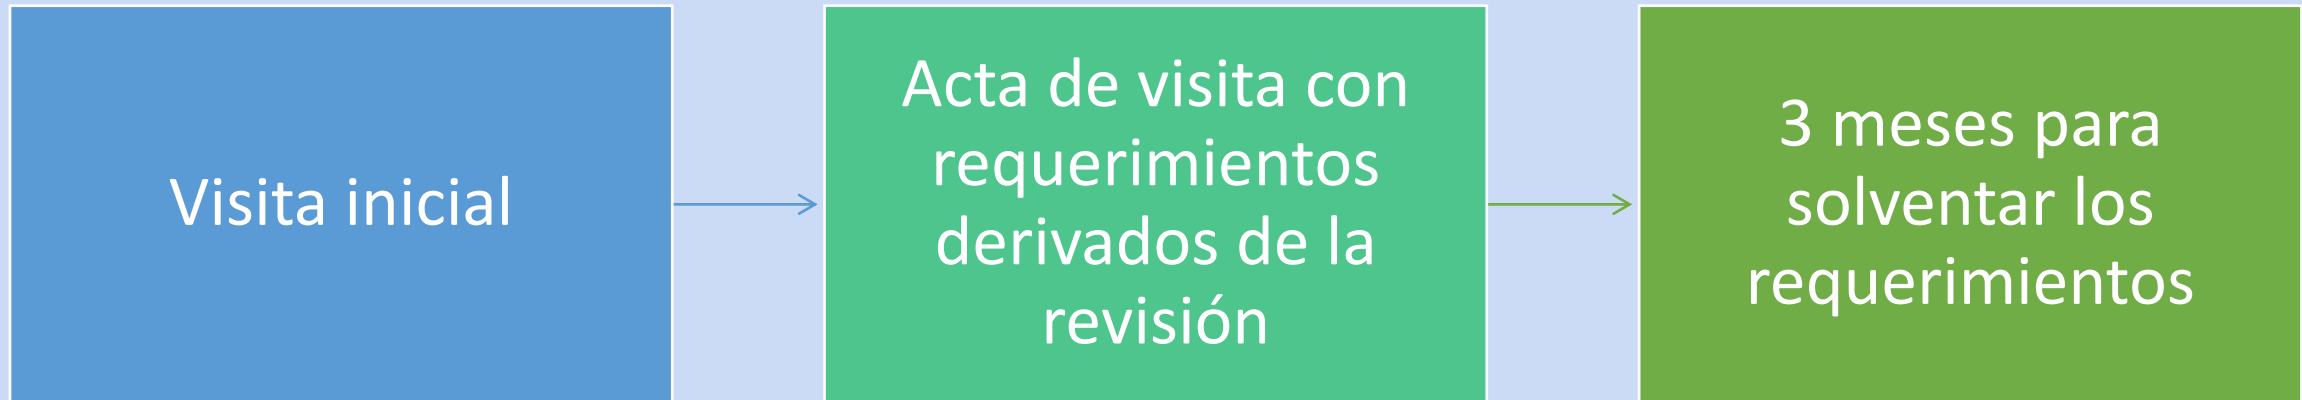 Visita inicial
Acta de visita con
requerimientos
derivados de la
revisión
3 meses para
solventar los
requerimientos